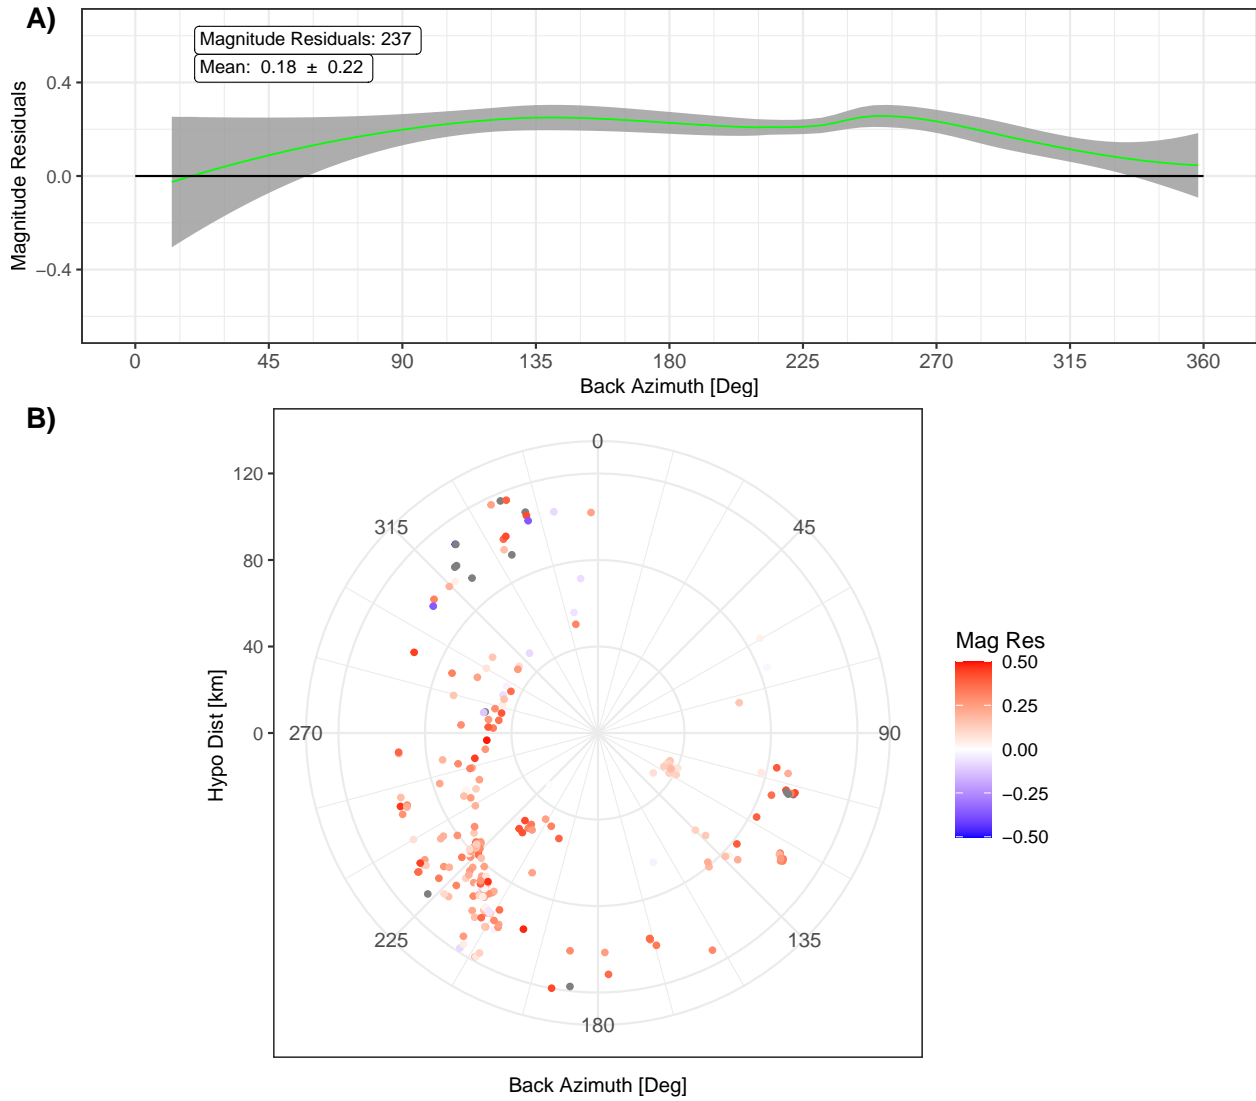 A)
Magnitude Residuals: 237
Mean:  0.18  ±  0.22
Magnitude Residuals
0.4
0.0
−0.4
0 45 90 135 180 225 270 315 360
Back Azimuth [Deg]
B)
Hypo Dist [km]
120
80
40
0
0
45
90
135
180
225
270
315
Back Azimuth [Deg]
Mag Res
0.50
0.25
0.00
−0.25
−0.50